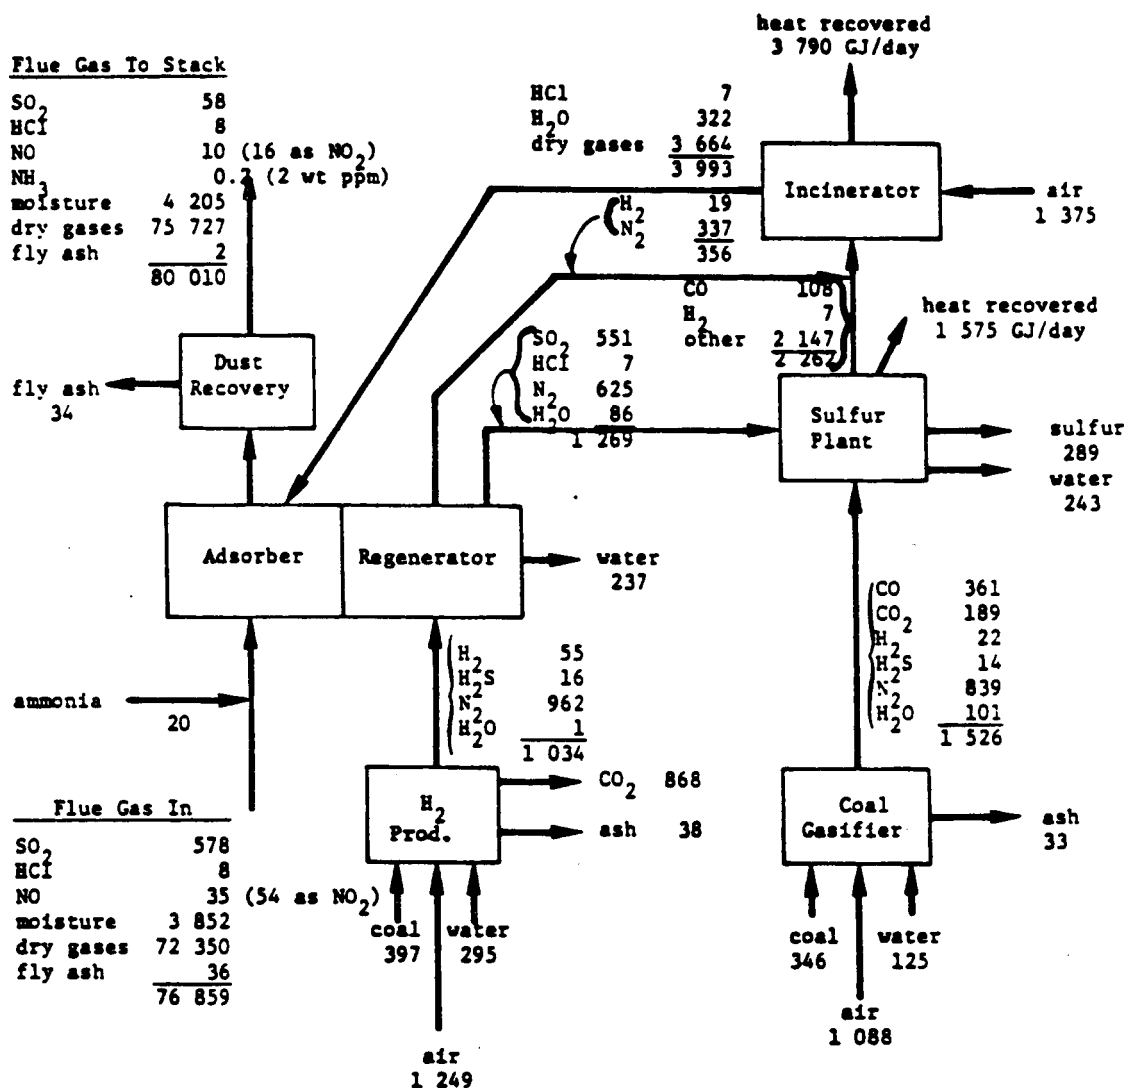 heat recovered
3 790 GJ/day
Flue Gas To Stack
SO2 58
HCl 8
NO 10 (16 as NO2)
NH3 0.2 (2 wt ppm)
moisture 4 205
dry gases 75 727
fly ash 2
80 010
HCl 7
H2O 322
dry gases 3 664
3 993
Incinerator
air
1 375
H2 19
N2 337
356
CO 108
H2 7
other 2 147
2 262
heat recovered
1 575 GJ/day
SO2 551
HCl 7
N2 625
H2O 86
1 269
Dust
Recovery
fly ash
34
Sulfur
Plant
sulfur
289
water
243
Adsorber
Regenerator
water
237
ammonia
20
H2 55
H2S 16
N2 962
H2O 1
1 034
CO 361
CO2 189
H2 22
H2S 14
N2 839
H2O 101
1 526
H2
Prod.
CO2 868
ash 38
Coal
Gasifier
ash
33
Flue Gas In
SO2 578
HCl 8
NO 35 (54 as NO2)
moisture 3 852
dry gases 72 350
fly ash 36
76 859
coal
397
water
295
air
1 249
coal
346
water
125
air
1 088